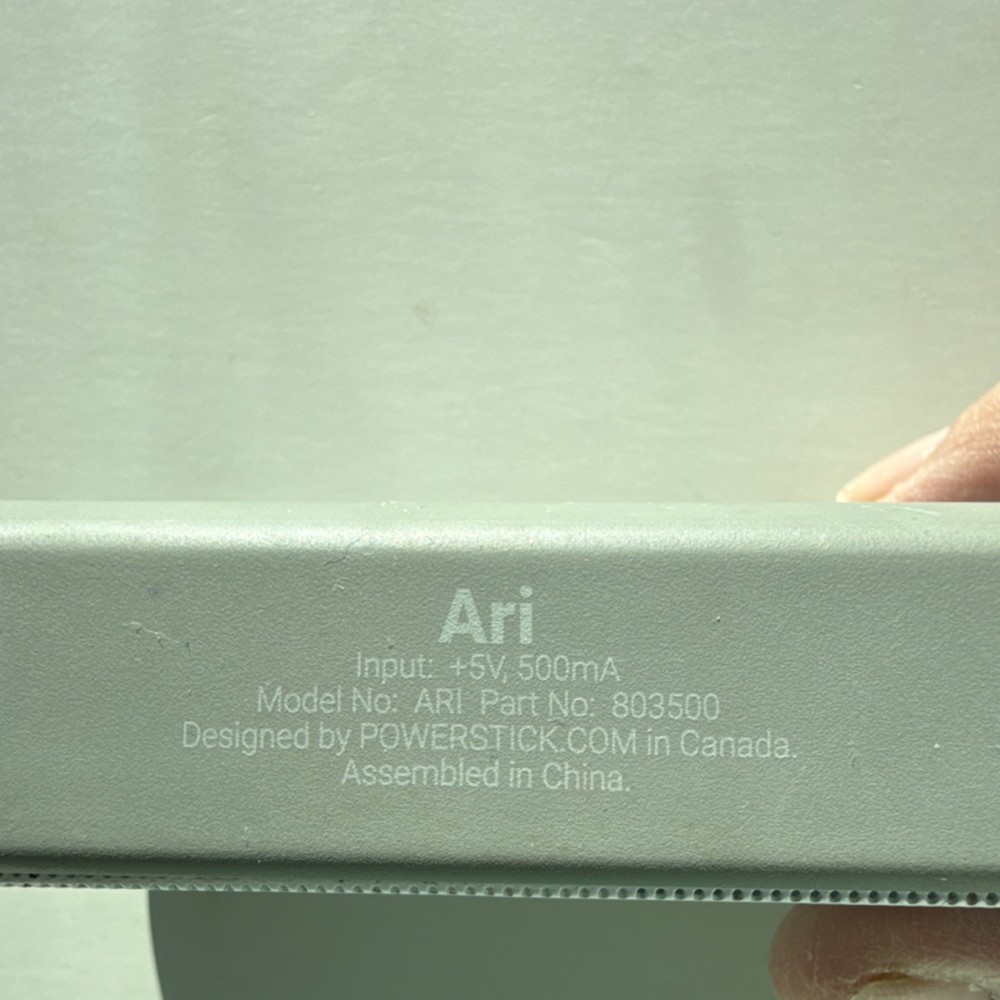 Ari
Input: +5V, 500mA
Model No: ARI Part No: 803500
Designed by POWERSTICK.COM in Canada.
Assembled in China.